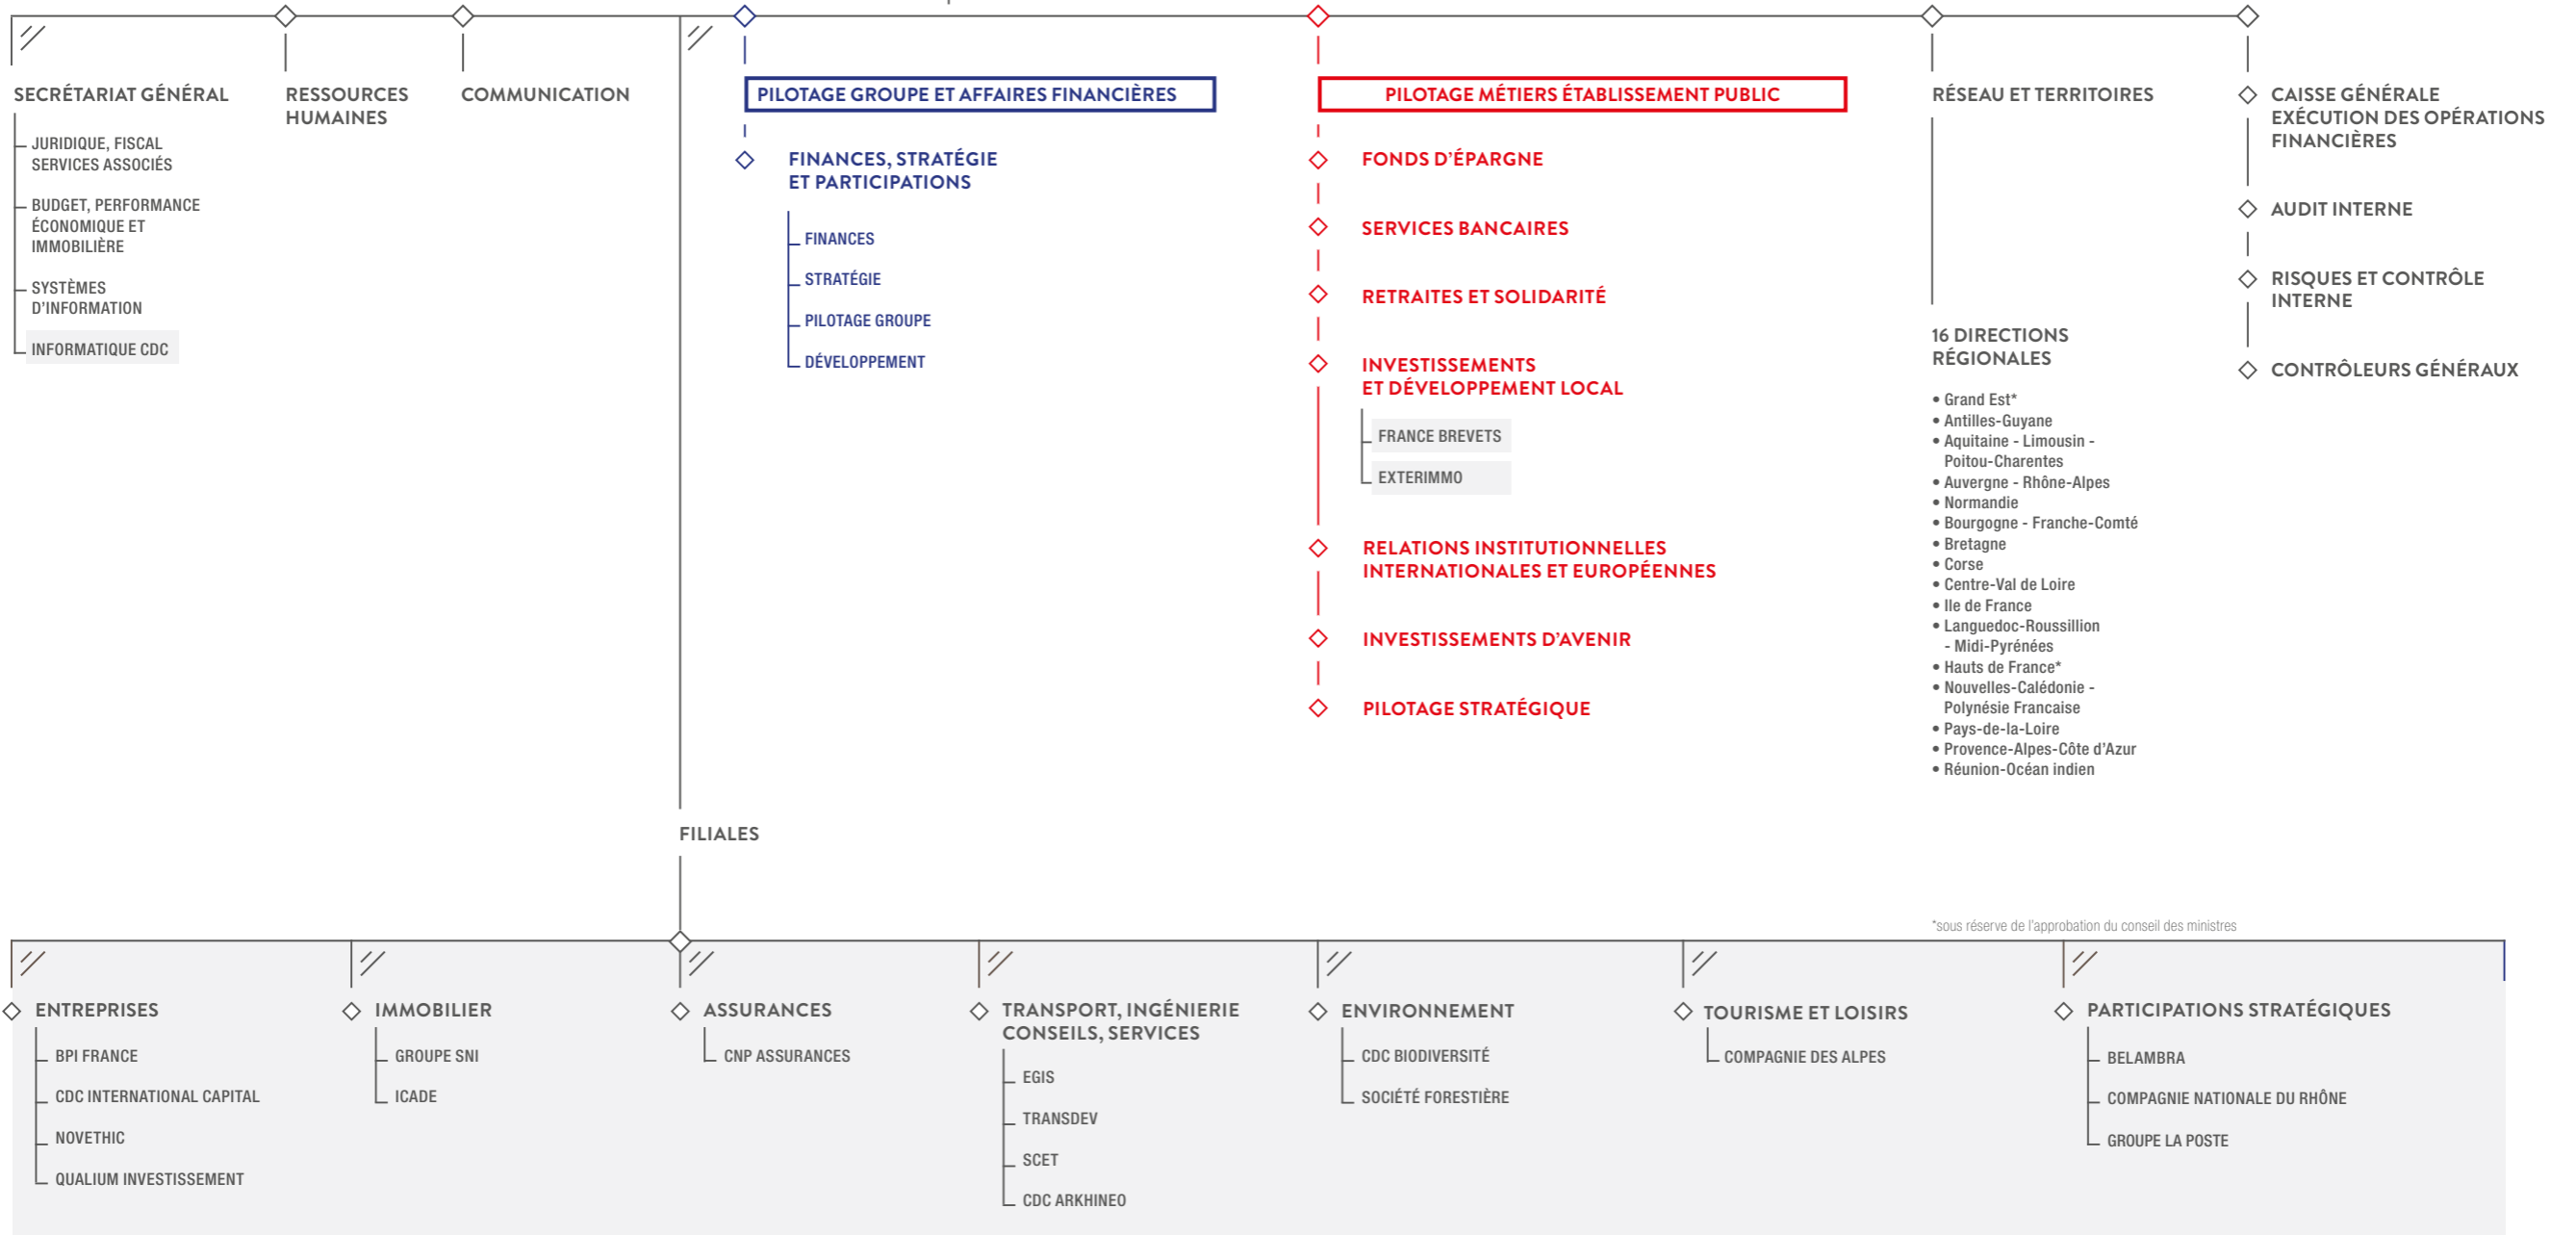 SECRÉTARIAT GÉNÉRAL
JURIDIQUE, FISCAL
SERVICES ASSOCIÉS
BUDGET, PERFORMANCE
ÉCONOMIQUE ET
IMMOBILIÈRE
SYSTÈMES
D'INFORMATION
INFORMATIQUE CDC
RESSOURCES
HUMAINES
COMMUNICATION
PILOTAGE GROUPE ET AFFAIRES FINANCIÈRES
FINANCES, STRATÉGIE
ET PARTICIPATIONS
FINANCES
STRATÉGIE
PILOTAGE GROUPE
DÉVELOPPEMENT
PILOTAGE MÉTIERS ÉTABLISSEMENT PUBLIC
FONDS D'ÉPARGNE
SERVICES BANCAIRES
RETRAITES ET SOLIDARITÉ
INVESTISSEMENTS
ET DÉVELOPPEMENT LOCAL
FRANCE BREVETS
EXTERIMMO
RELATIONS INSTITUTIONNELLES
INTERNATIONALES ET EUROPÉENNES
INVESTISSEMENTS D'AVENIR
PILOTAGE STRATÉGIQUE
RÉSEAU ET TERRITOIRES
16 DIRECTIONS
RÉGIONALES
• Grand Est*
• Antilles-Guyane
• Aquitaine - Limousin -
Poitou-Charentes
• Auvergne - Rhône-Alpes
• Normandie
• Bourgogne - Franche-Comté
• Bretagne
• Corse
• Centre-Val de Loire
• Ile de France
• Languedoc-Roussillion
- Midi-Pyrénées
• Hauts de France*
• Nouvelles-Calédonie -
Polynésie Francaise
• Pays-de-la-Loire
• Provence-Alpes-Côte d'Azur
• Réunion-Océan indien
CAISSE GÉNÉRALE
EXÉCUTION DES OPÉRATIONS
FINANCIÈRES
AUDIT INTERNE
RISQUES ET CONTRÔLE
INTERNE
CONTRÔLEURS GÉNÉRAUX
FILIALES
*sous réserve de l'approbation du conseil des ministres
ENTREPRISES
BPI FRANCE
CDC INTERNATIONAL CAPITAL
NOVETHIC
QUALIUM INVESTISSEMENT
IMMOBILIER
GROUPE SNI
ICADE
ASSURANCES
CNP ASSURANCES
TRANSPORT, INGÉNIERIE
CONSEILS, SERVICES
EGIS
TRANSDEV
SCET
CDC ARKHINEO
ENVIRONNEMENT
CDC BIODIVERSITÉ
SOCIÉTÉ FORESTIÈRE
TOURISME ET LOISIRS
COMPAGNIE DES ALPES
PARTICIPATIONS STRATÉGIQUES
BELAMBRA
COMPAGNIE NATIONALE DU RHÔNE
GROUPE LA POSTE